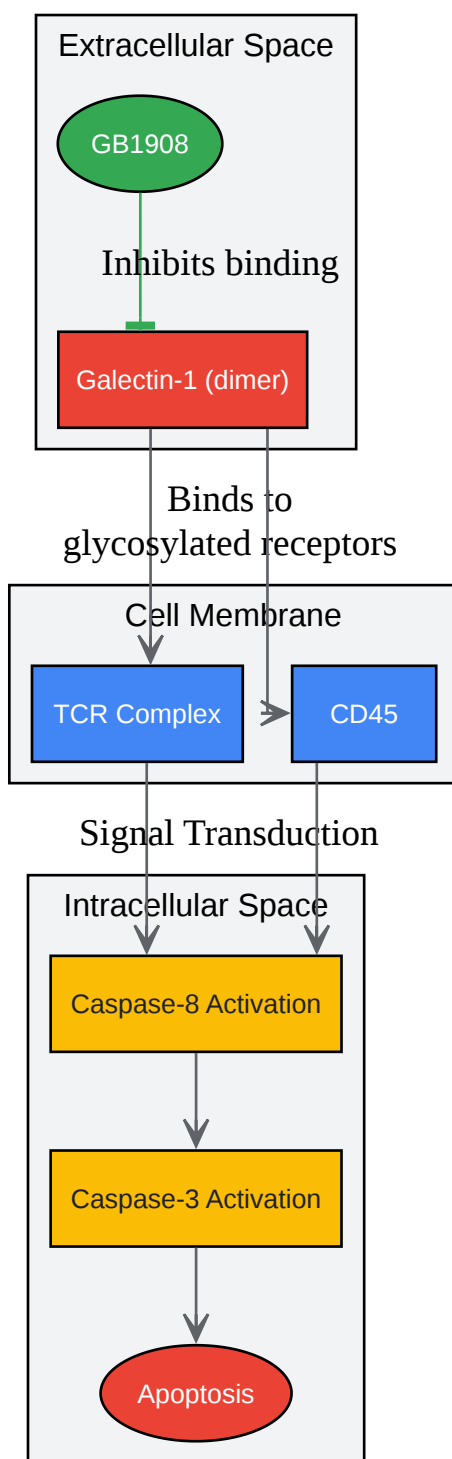 Extracellular Space
GB1908
Inhibits binding
Galectin-1 (dimer)
Binds to
glycosylated receptors
Cell Membrane
TCR Complex
CD45
Signal Transduction
Intracellular Space
Caspase-8 Activation
Caspase-3 Activation
Apoptosis